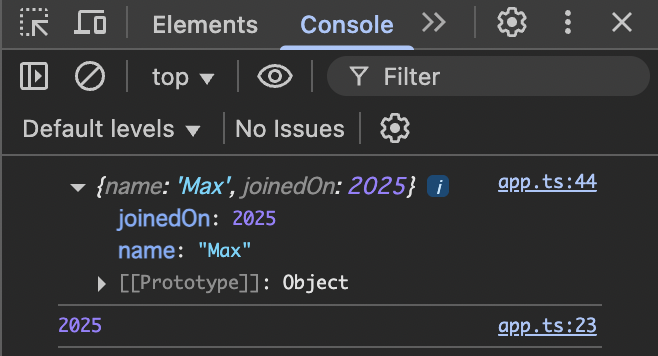 Elements Console
top Filter
Default levels No Issues
{name: 'Max', joinedOn: 2025} i app.ts:44
joinedOn: 2025
name: "Max"
[[Prototype]]: Object
2025 app.ts:23